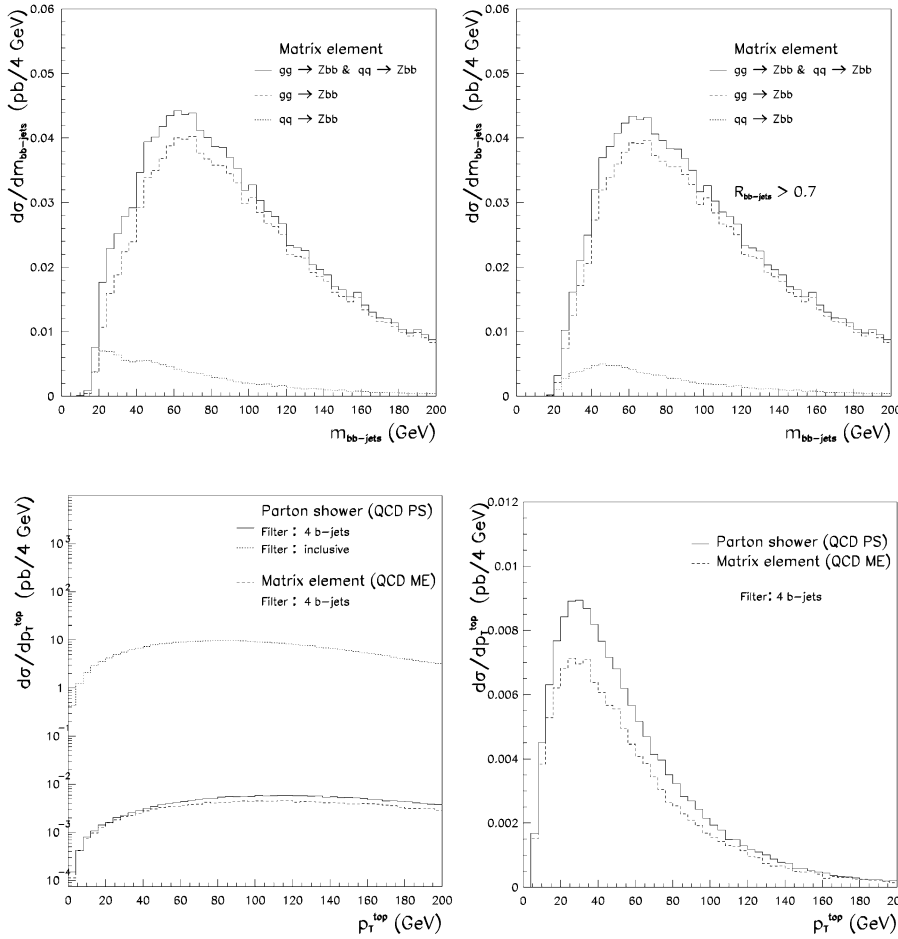 dσ/dm_bb-jets (pb/4 GeV)
0.06
0.05
0.04
0.03
0.02
0.01
0
Matrix element
gg → Zbb & qq → Zbb
gg → Zbb
qq → Zbb
0 20 40 60 80 100 120 140 160 180 200
m_bb-jets (GeV)
dσ/dm_bb-jets (pb/4 GeV)
0.06
0.05
0.04
0.03
0.02
0.01
0
Matrix element
gg → Zbb & qq → Zbb
gg → Zbb
qq → Zbb
R_bb-jets > 0.7
0 20 40 60 80 100 120 140 160 180 200
m_bb-jets (GeV)
dσ/dp_T^top (pb/4 GeV)
10^3
10^2
10
1
10^-1
10^-2
10^-3
10^-4
Parton shower (QCD PS)
Filter: 4 b-jets
Filter: inclusive
Matrix element (QCD ME)
Filter: 4 b-jets
0 20 40 60 80 100 120 140 160 180 200
p_T^top (GeV)
dσ/dp_T^top (pb/4 GeV)
0.012
0.01
0.008
0.006
0.004
0.002
0
Parton shower (QCD PS)
Matrix element (QCD ME)
Filter: 4 b-jets
0 20 40 60 80 100 120 140 160 180 200
p_T^top (GeV)